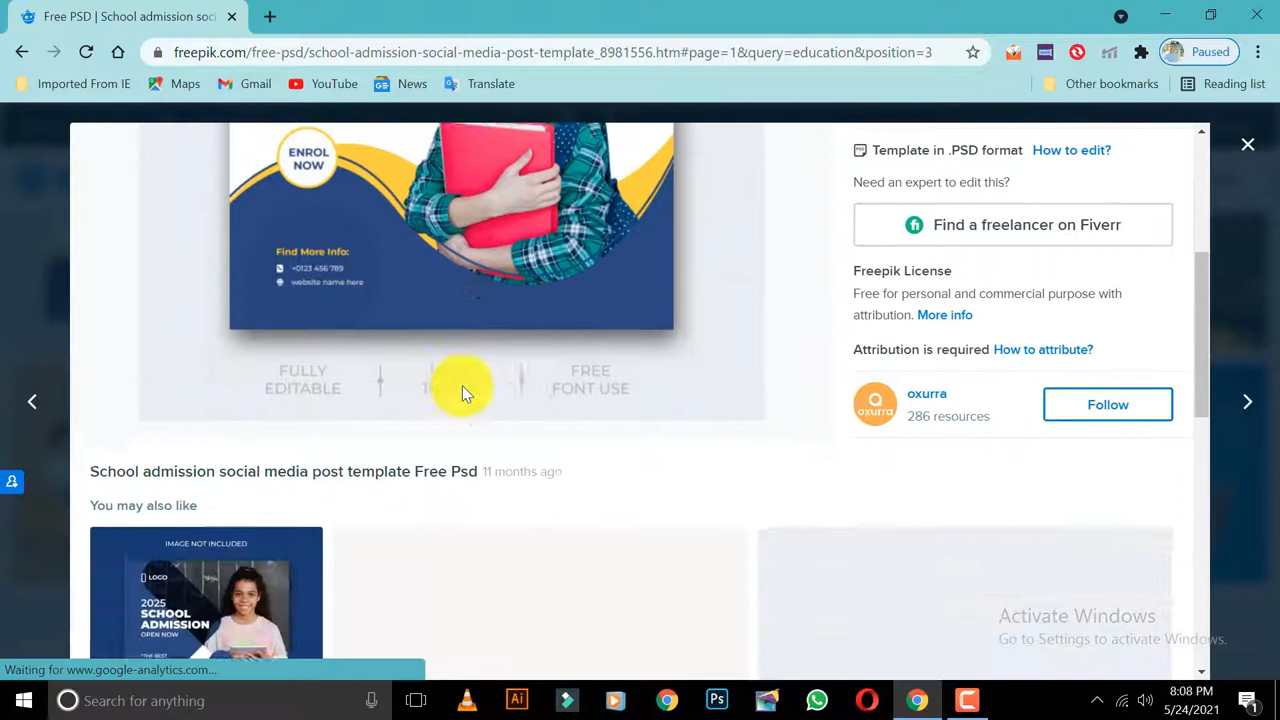 Free PSD | School admission soci
freepik.com/free-psd/school-admission-social-media-post-template_8981556.htm#page=1&query=education&position=3
Paused
Imported From IE
Maps
Gmail
YouTube
News
Translate
Other bookmarks
Reading list
ENROL
NOW
Find More Info:
+0123 456 789
website name here
FULLY
EDITABLE
FREE
FONT USE
Template in .PSD format How to edit?
Need an expert to edit this?
fi Find a freelancer on Fiverr
Freepik License
Free for personal and commercial purpose with
attribution. More info
Attribution is required How to attribute?
oxurra
oxurra
286 resources
Follow
School admission social media post template Free Psd 11 months ago
You may also like
IMAGE NOT INCLUDED
LOGO
2025
SCHOOL
ADMISSION
OPEN NOW
"THE BEST
Activate Windows
Go to Settings to activate Windows.
Waiting for www.google-analytics.com...
Search for anything
Ai
Ps
8:08 PM
5/24/2021
1